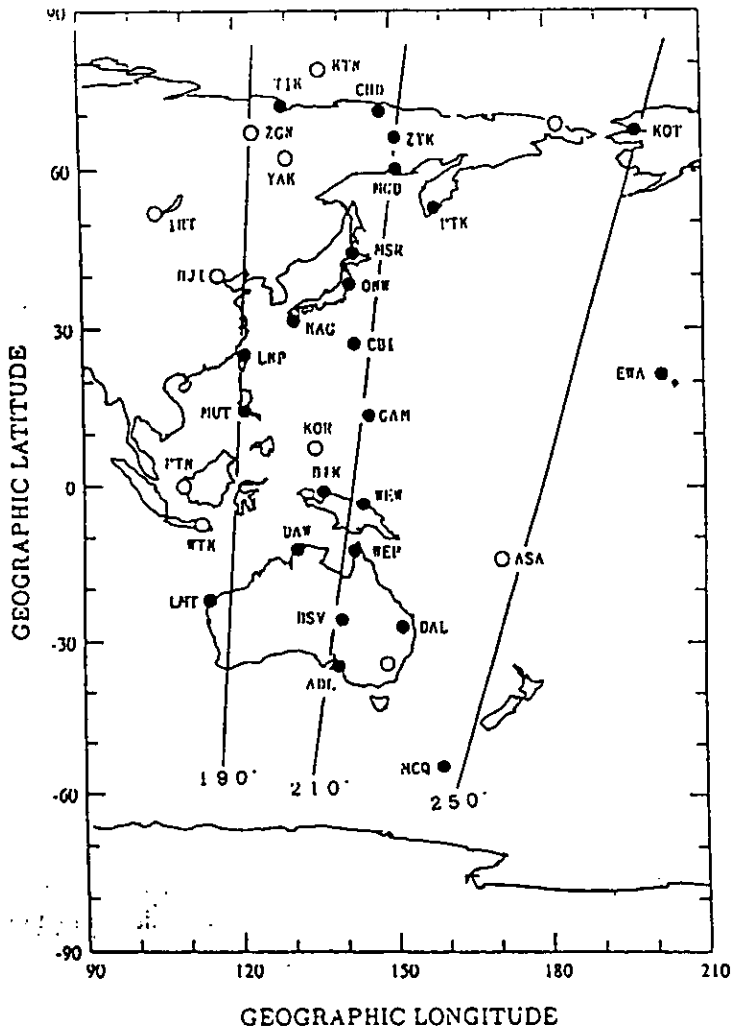 90
KTN
TIK
CHD
ZGN
ZYK
KOT
60
YAK
MGD
PTK
IRT
MSR
BJI
ONW
30
KAG
CBI
LNP
EWA
MUT
GAM
KOR
PTN
BIK
0
WEW
WTK
DAW
WEP
ASA
LMT
BSV
DAL
-30
ADL
MCQ
190°
210°
250°
-60
-90
90
120
150
180
210
GEOGRAPHIC LATITUDE
GEOGRAPHIC LONGITUDE